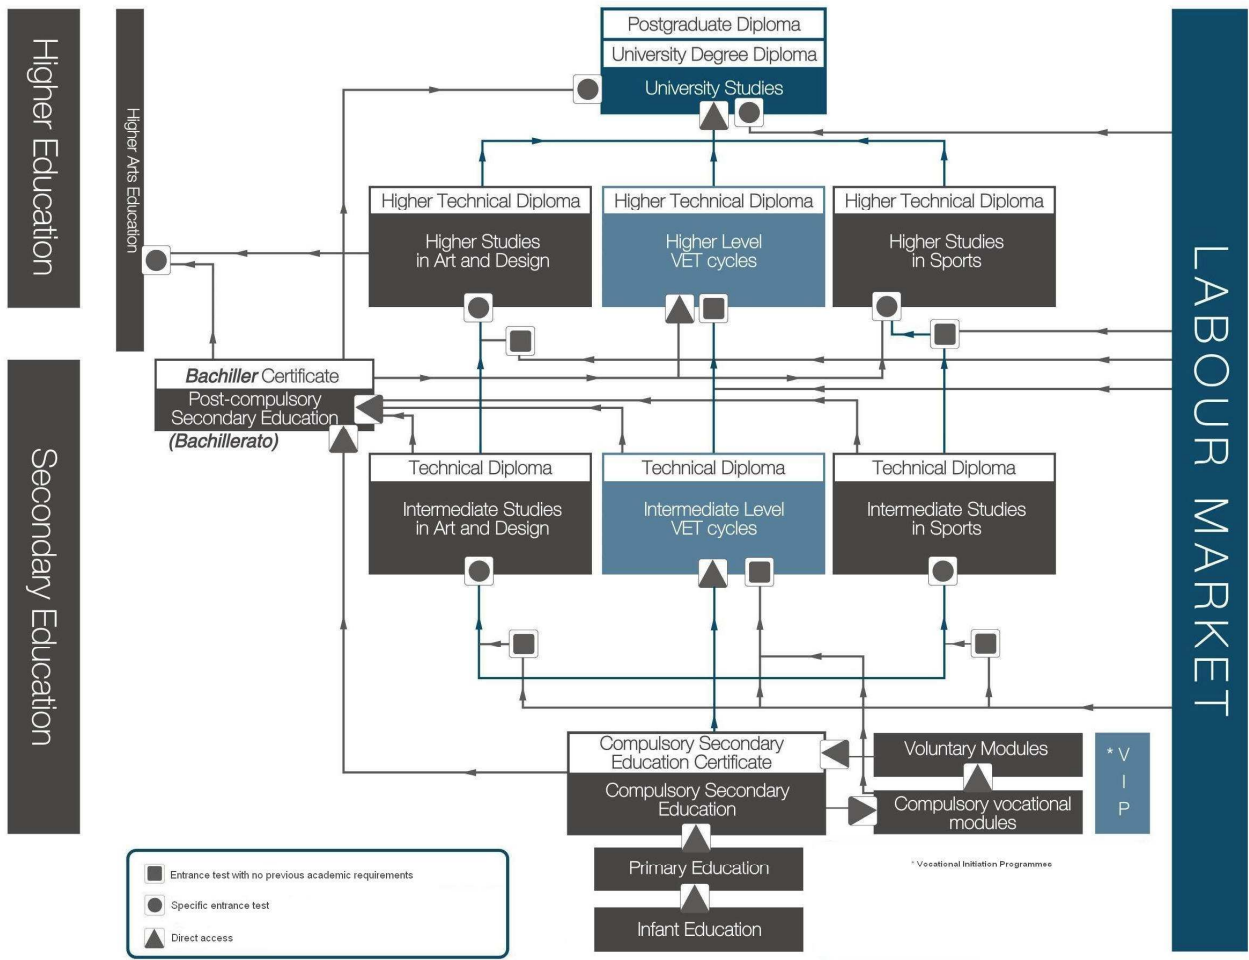 Higher Education
Higher Arts Education
Postgraduate Diploma
University Degree Diploma
University Studies
Higher Technical Diploma
Higher Studies
in Art and Design
Higher Technical Diploma
Higher Level
VET cycles
Higher Technical Diploma
Higher Studies
in Sports
LABOUR MARKET
Secondary Education
Bachiller Certificate
Post-compulsory
Secondary Education
(Bachillerato)
Technical Diploma
Intermediate Studies
in Art and Design
Technical Diploma
Intermediate Level
VET cycles
Technical Diploma
Intermediate Studies
in Sports
Compulsory Secondary
Education Certificate
Compulsory Secondary
Education
Voluntary Modules
Compulsory vocational
modules
* V
I
P
Primary Education
Infant Education
* Vocational Initiation Programmes
Entrance test with no previous academic requirements
Specific entrance test
Direct access